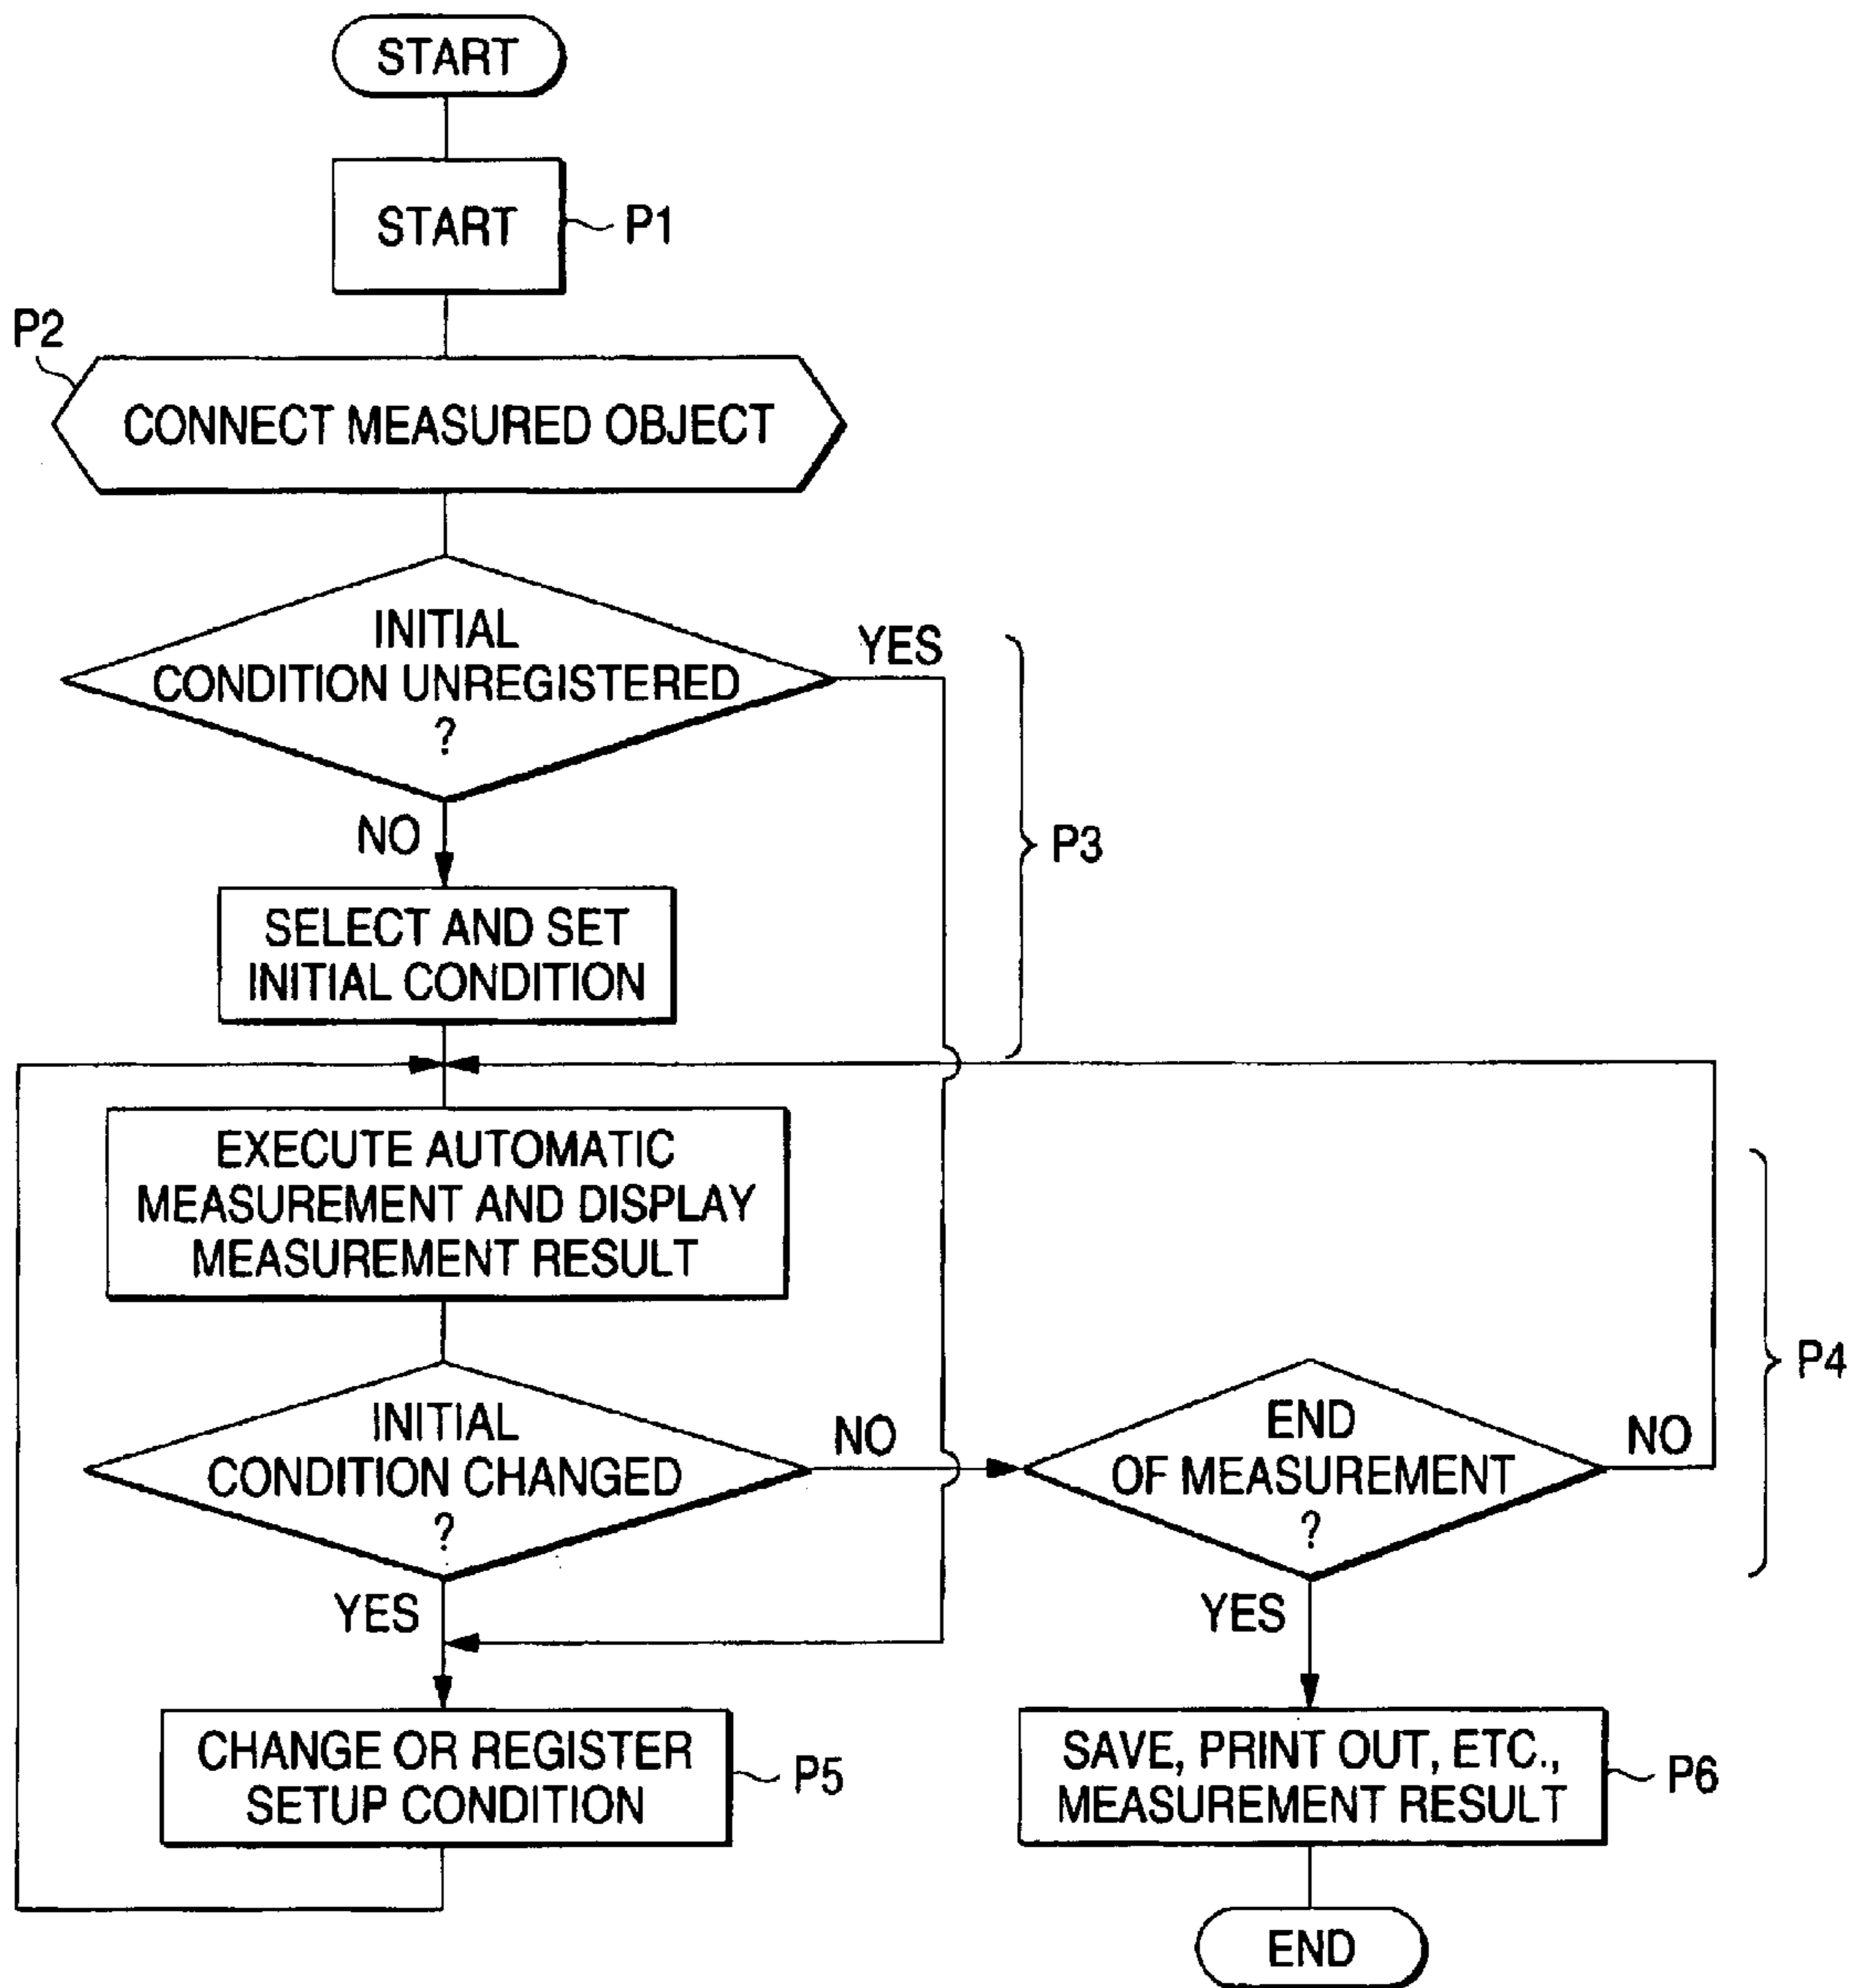 START
START
P1
P2
CONNECT MEASURED OBJECT
INITIAL
CONDITION UNREGISTERED
?
YES
NO
P3
SELECT AND SET
INITIAL CONDITION
EXECUTE AUTOMATIC
MEASUREMENT AND DISPLAY
MEASUREMENT RESULT
INITIAL
CONDITION CHANGED
?
NO
YES
END
OF MEASUREMENT
?
NO
YES
P4
CHANGE OR REGISTER
SETUP CONDITION
P5
SAVE, PRINT OUT, ETC.,
MEASUREMENT RESULT
P6
END